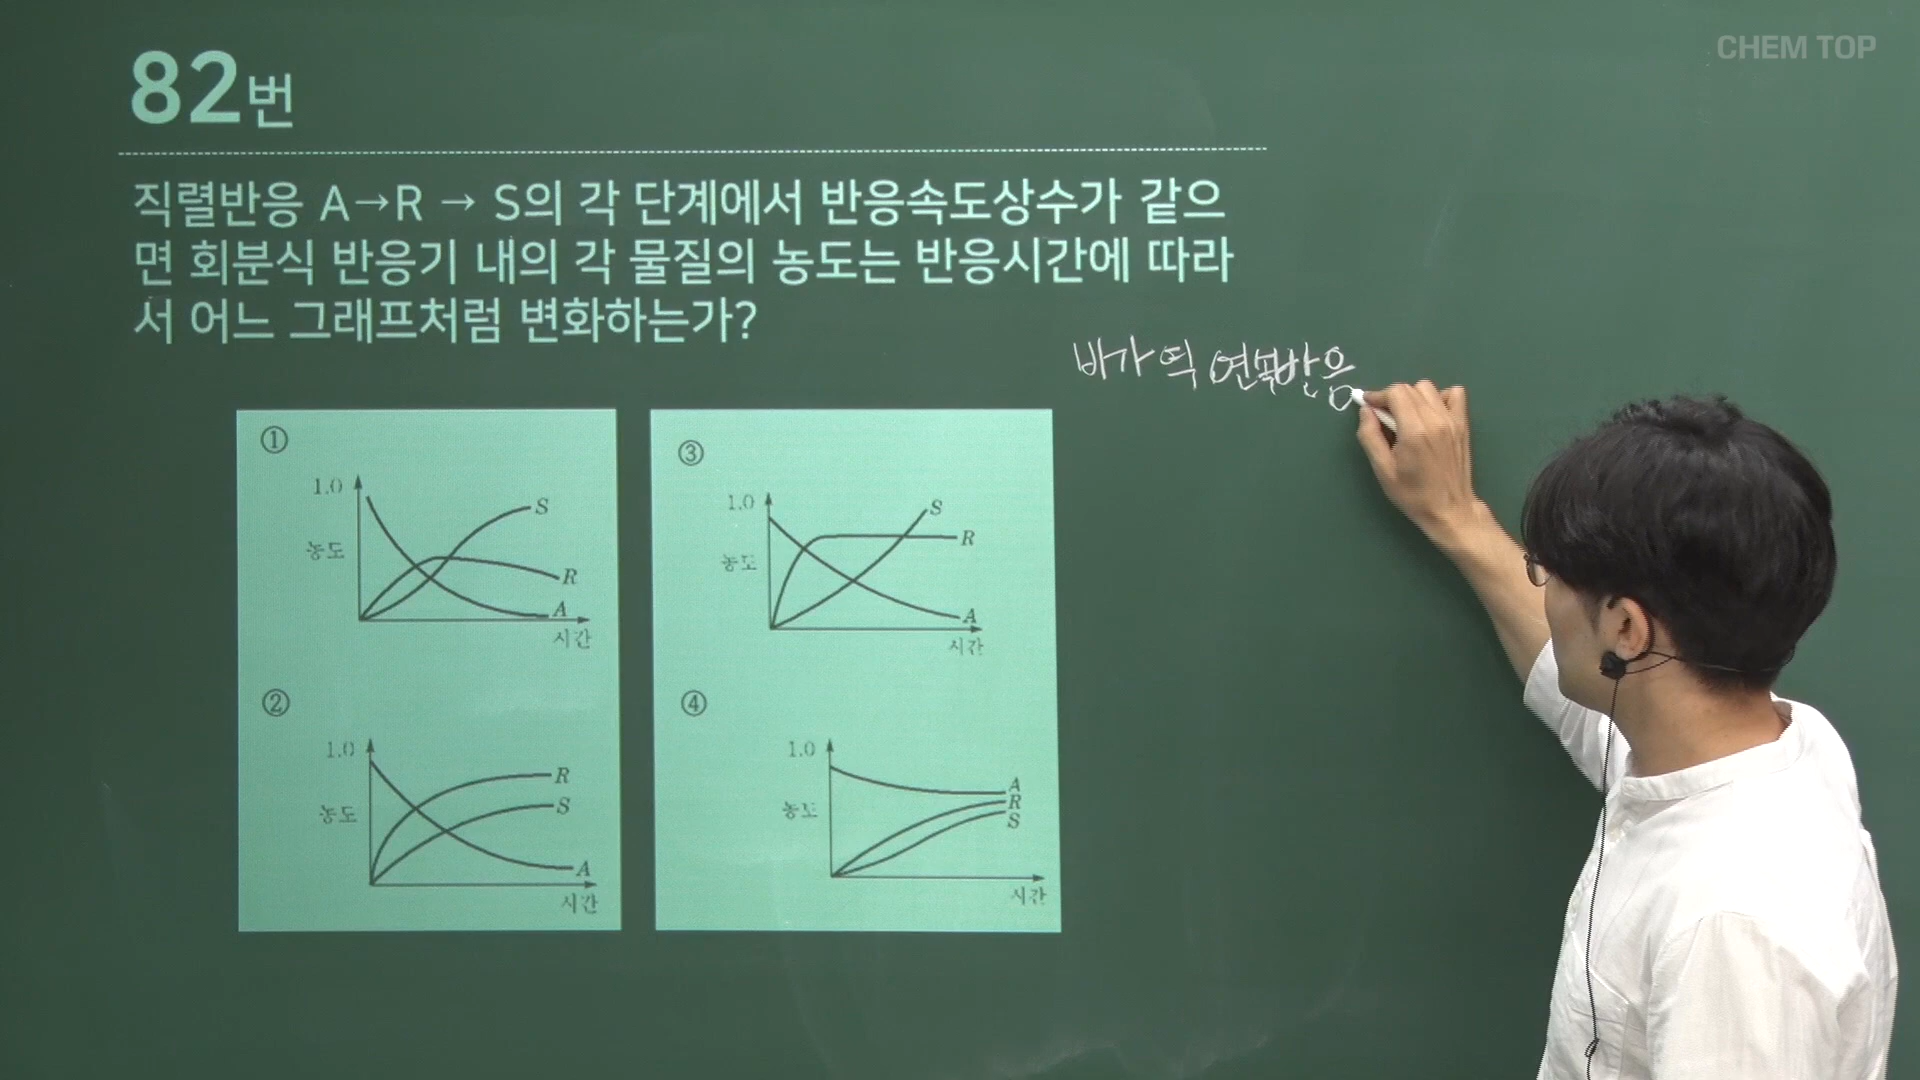 CHEM TOP
82번
직렬반응 A→R → S의 각 단계에서 반응속도상수가 같으
면 회분식 반응기 내의 각 물질의 농도는 반응시간에 따라
서 어느 그래프처럼 변화하는가?
비가역 연속반응
①
1.0
농도
S
R
A
시간
②
1.0
농도
R
S
A
시간
③
1.0
농도
S
R
A
시간
④
1.0
농도
A
R
S
시간